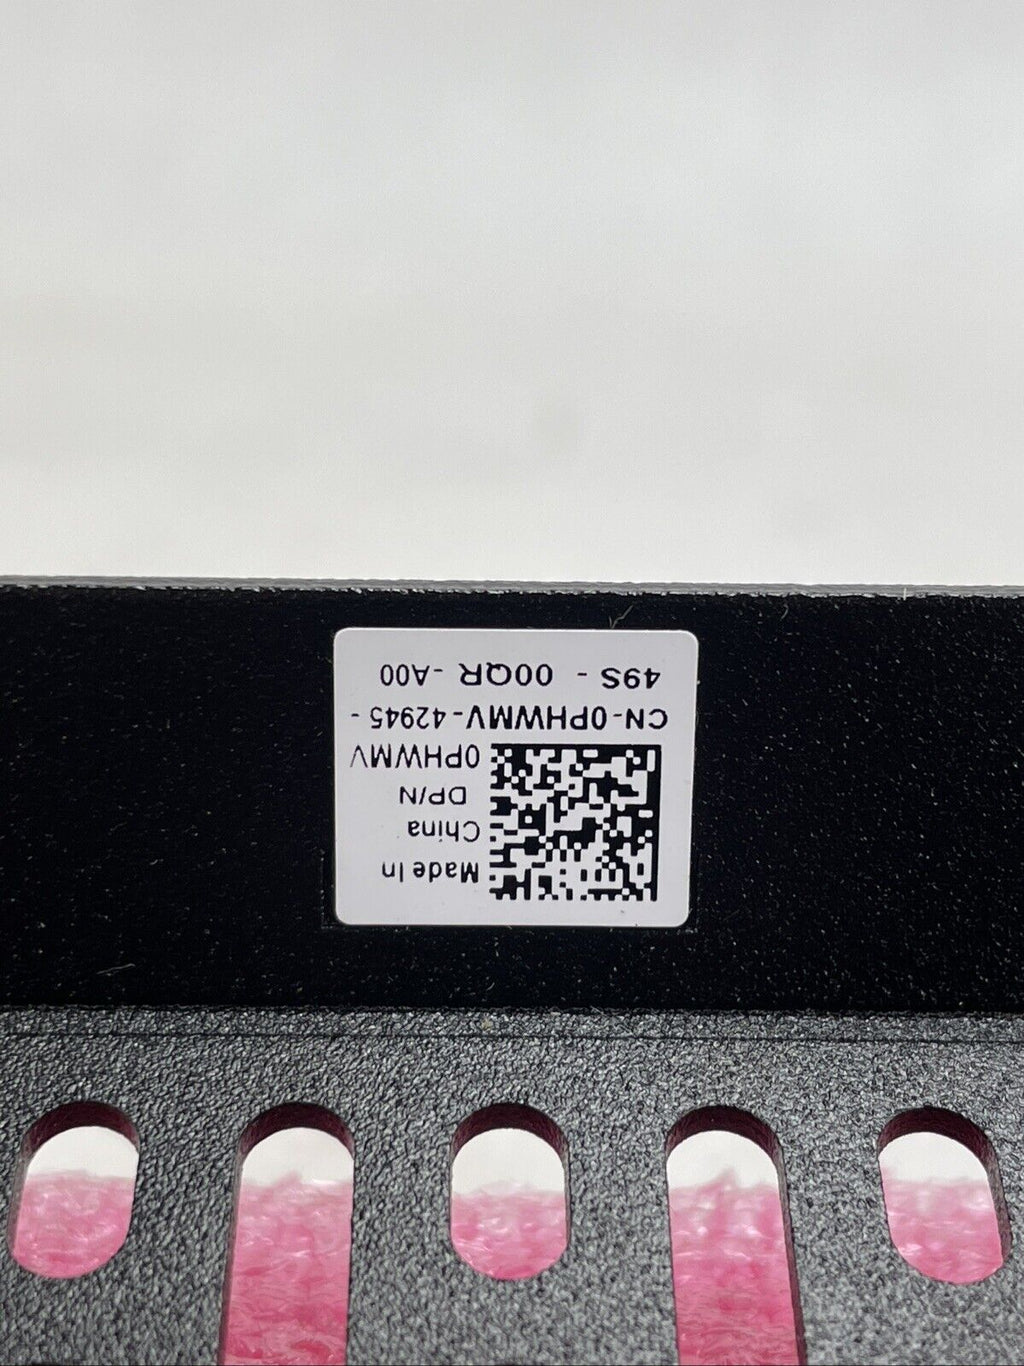 Made In
China
DP/N
0PHWMV
CN-0PHWMV-42945-
49S - 00QR -A00